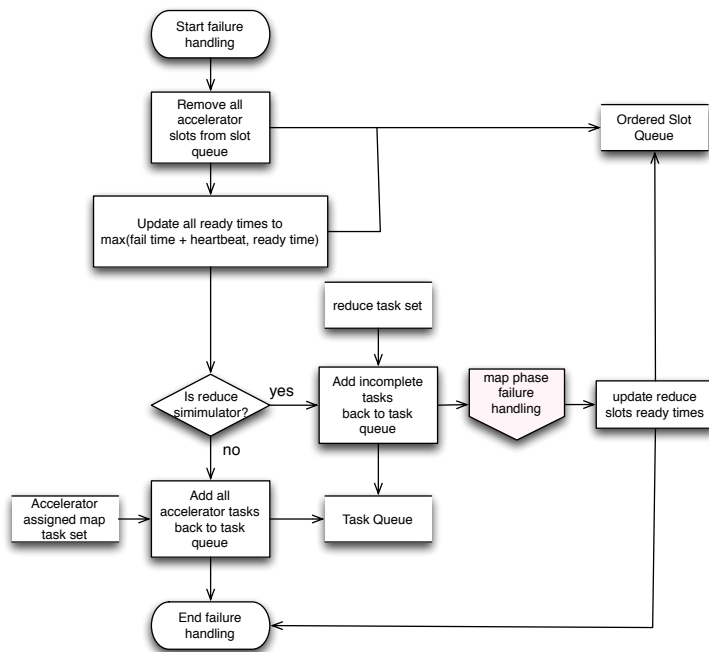 Start failure
handling
Remove all
accelerator
slots from slot
queue
Ordered Slot
Queue
Update all ready times to
max(fail time + heartbeat, ready time)
reduce task set
Is reduce
simimulator?
yes
Add incomplete
tasks
back to task
queue
map phase
failure
handling
update reduce
slots ready times
no
Accelerator
assigned map
task set
Add all
accelerator tasks
back to task
queue
Task Queue
End failure
handling